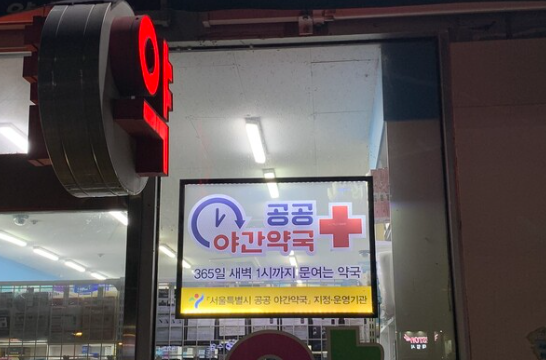 약
공공
야간약국
365일 새벽 1시까지 문여는 약국
「서울특별시 공공 야간약국」 지정·운영기관